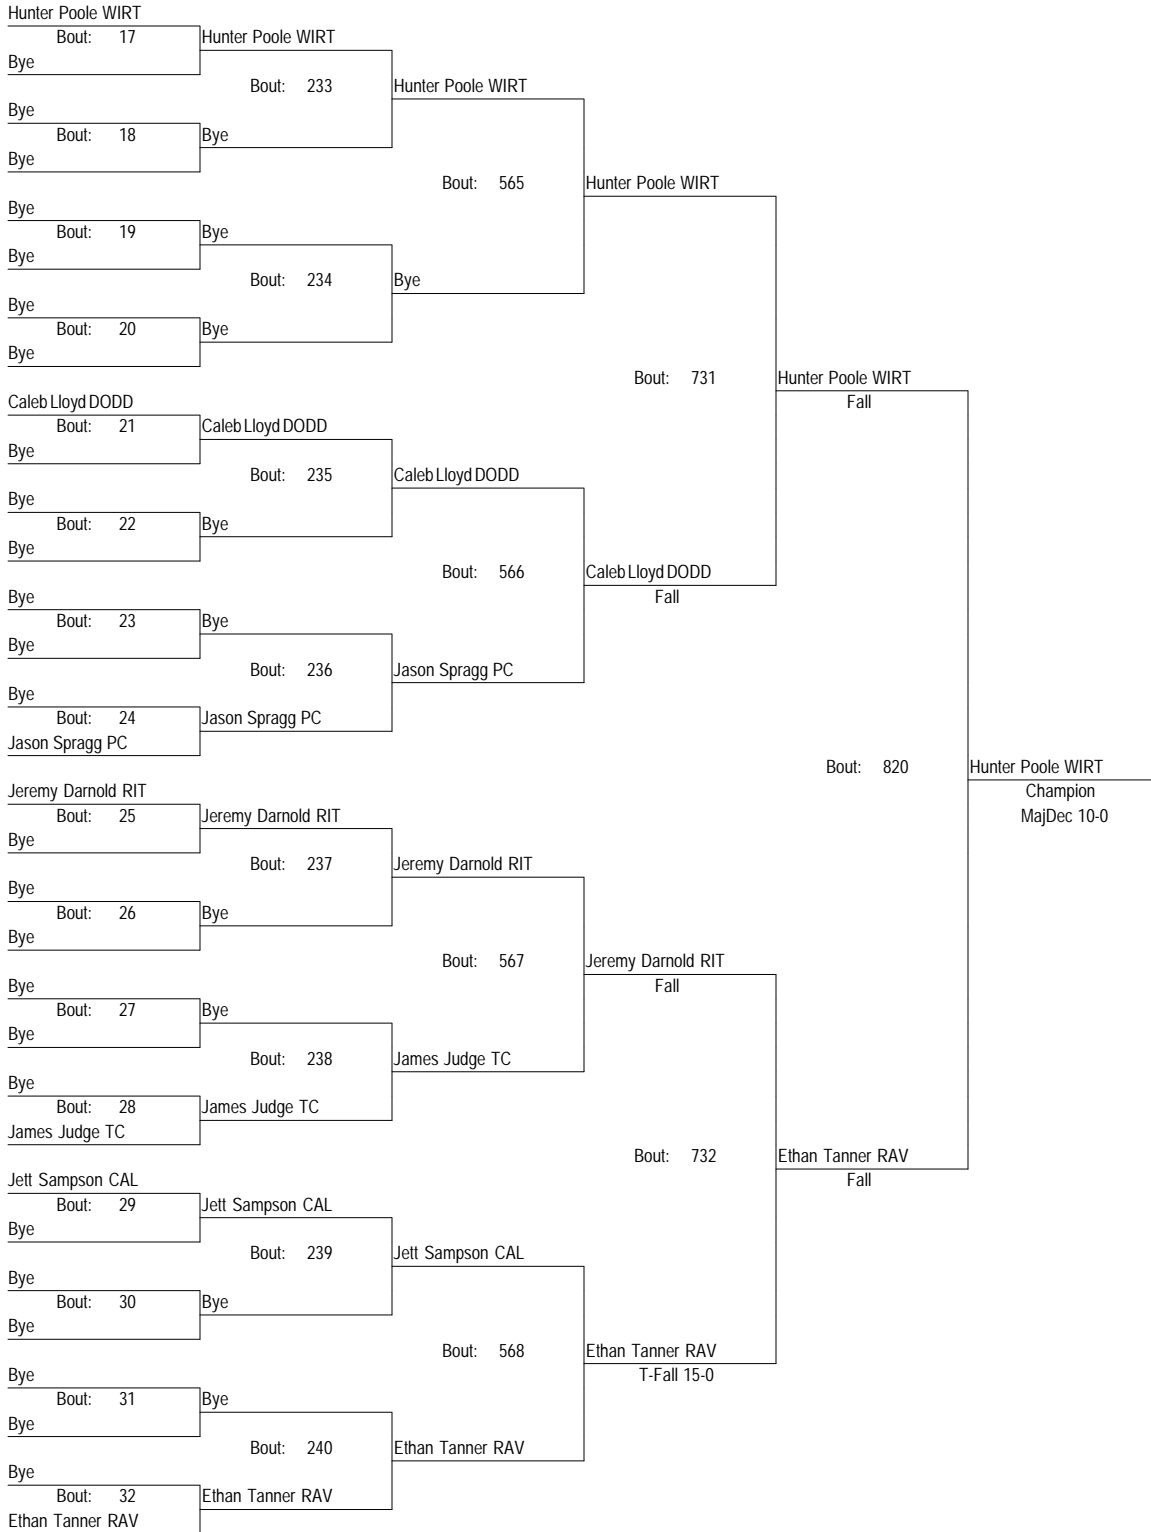 Hunter Poole WIRT
Bout: 17 Hunter Poole WIRT
Bye
Bout: 233 Hunter Poole WIRT
Bye
Bout: 18 Bye
Bye
Bout: 565 Hunter Poole WIRT
Bye
Bout: 19 Bye
Bye
Bout: 234 Bye
Bye
Bout: 20 Bye
Bye
Bout: 731 Hunter Poole WIRT
Fall
Caleb Lloyd DODD
Bout: 21 Caleb Lloyd DODD
Bye
Bout: 235 Caleb Lloyd DODD
Bye
Bout: 22 Bye
Bye
Bout: 566 Caleb Lloyd DODD
Fall
Bye
Bout: 23 Bye
Bye
Bout: 236 Jason Spragg PC
Bye
Bout: 24 Jason Spragg PC
Jason Spragg PC
Bout: 820 Hunter Poole WIRT
Champion
MajDec 10-0
Jeremy Darnold RIT
Bout: 25 Jeremy Darnold RIT
Bye
Bout: 237 Jeremy Darnold RIT
Bye
Bout: 26 Bye
Bye
Bout: 567 Jeremy Darnold RIT
Fall
Bye
Bout: 27 Bye
Bye
Bout: 238 James Judge TC
Bye
Bout: 28 James Judge TC
James Judge TC
Bout: 732 Ethan Tanner RAV
Fall
Jett Sampson CAL
Bout: 29 Jett Sampson CAL
Bye
Bout: 239 Jett Sampson CAL
Bye
Bout: 30 Bye
Bye
Bout: 568 Ethan Tanner RAV
T-Fall 15-0
Bye
Bout: 31 Bye
Bye
Bout: 240 Ethan Tanner RAV
Bye
Bout: 32 Ethan Tanner RAV
Ethan Tanner RAV